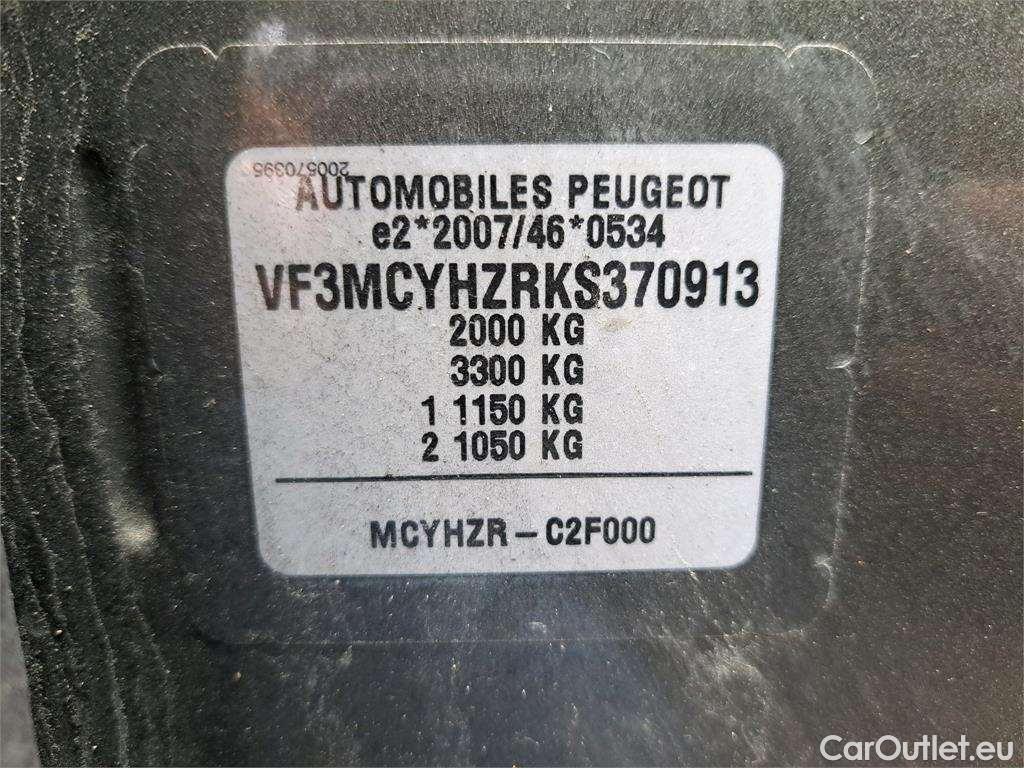 200570395
AUTOMOBILES PEUGEOT
e2*2007/46*0534
VF3MCYHZRKS370913
2000 KG
3300 KG
1 1150 KG
2 1050 KG
MCYHZR – C2F000
CarOutlet.eu